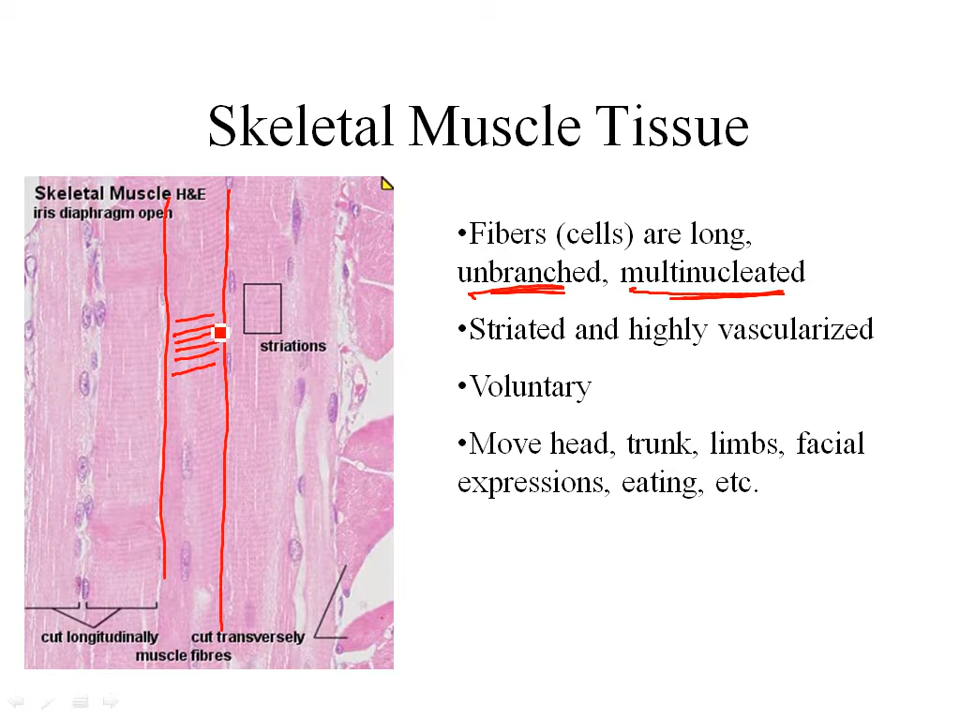 Skeletal Muscle Tissue
Skeletal Muscle H&E
iris diaphragm open
striations
cut longitudinally
cut transversely
muscle fibres
•Fibers (cells) are long,
unbranched, multinucleated
•Striated and highly vascularized
•Voluntary
•Move head, trunk, limbs, facial
expressions, eating, etc.